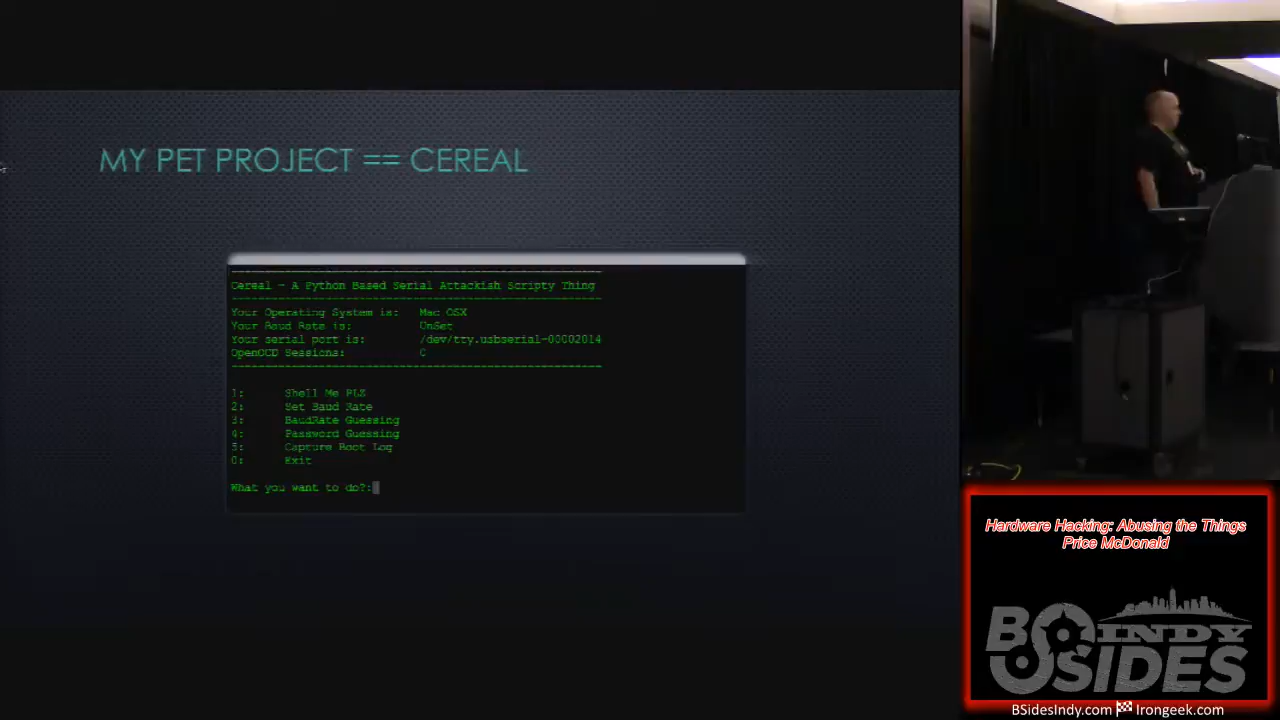 MY PET PROJECT == CEREAL
Cereal - A Python Based Serial Attackish Scripty Thing
Your Operating System is: Mac OSX
Your Baud Rate is: UnSet
Your serial port is: /dev/tty.usbserial-00002014
OpenOCD Sessions: 0
1: Shell Me PLS
2: Set Baud Rate
3: BaudRate Guessing
4: Password Guessing
5: Capture Boot Log
0: Exit
What you want to do?:
Hardware Hacking: Abusing the Things
Price McDonald
BSIDES INDY
BSidesIndy.com Irongeek.com